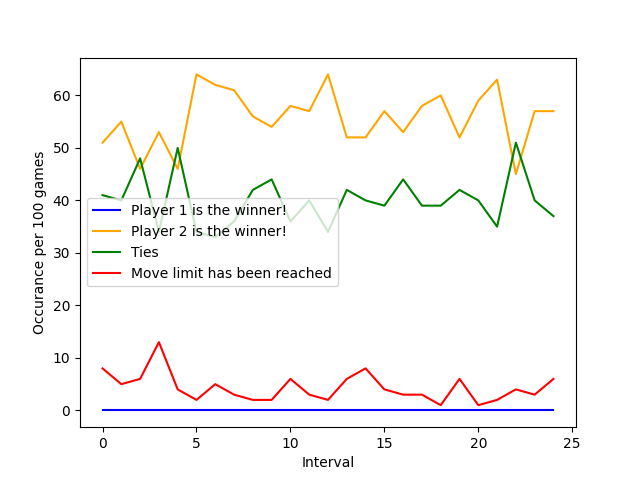 60
50
40
30
20
10
0
Occurance per 100 games
Player 1 is the winner!
Player 2 is the winner!
Ties
Move limit has been reached
0 5 10 15 20 25
Interval